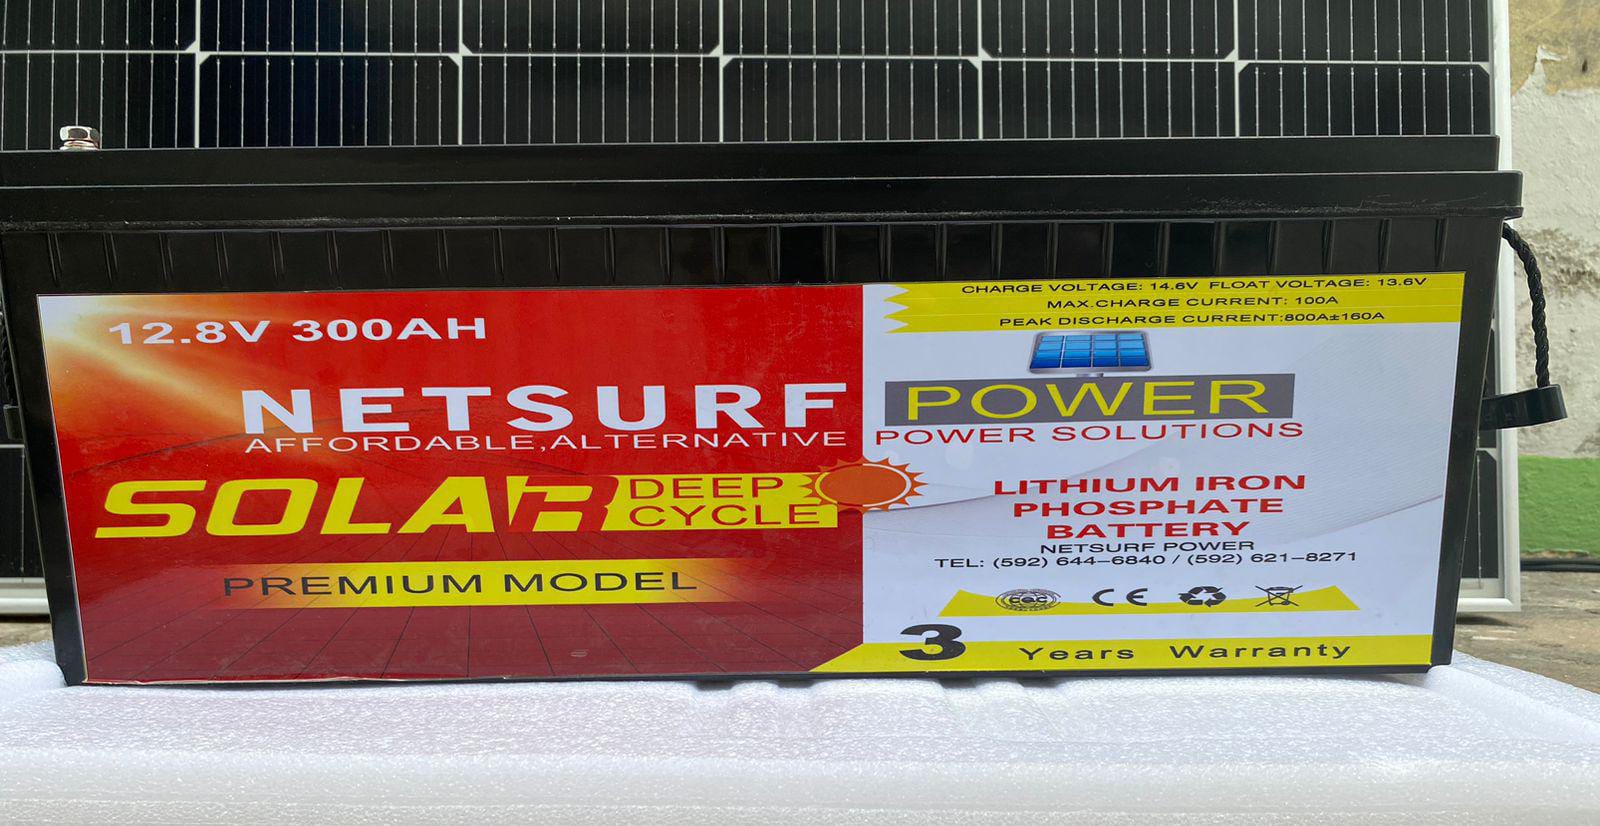 12.8V 300AH
NETSURF
AFFORDABLE,ALTERNATIVE
SOLAR
DEEP
CYCLE
PREMIUM MODEL
CHARGE VOLTAGE: 14.6V FLOAT VOLTAGE: 13.6V
MAX.CHARGE CURRENT: 100A
PEAK DISCHARGE CURRENT:800A±160A
POWER
POWER SOLUTIONS
LITHIUM IRON
PHOSPHATE
BATTERY
NETSURF POWER
TEL: (592) 644-6840 / (592) 621-8271
CQC CE
3 Years Warranty